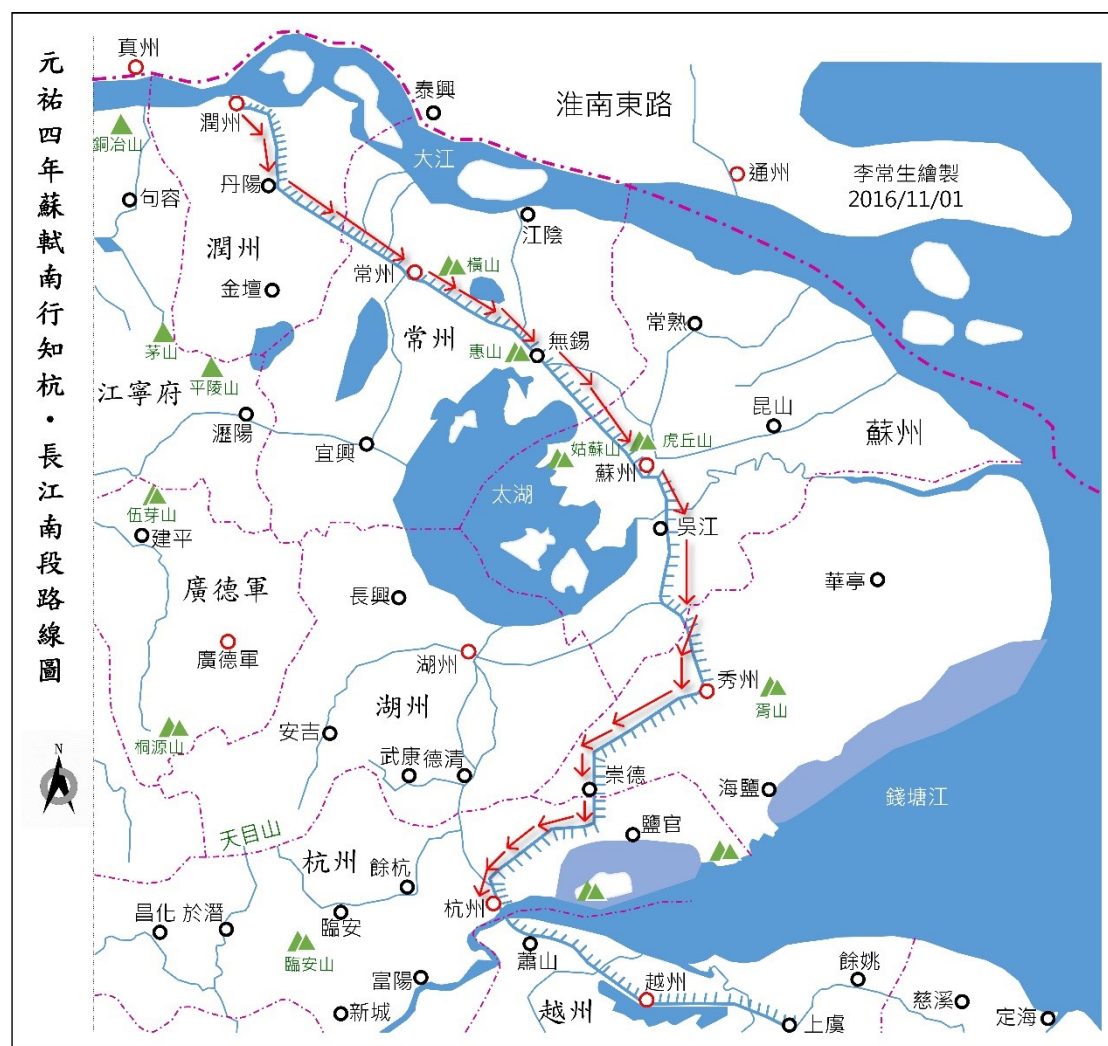 元祐四年蘇軾南行知杭・長江南段路線圖
N
真州
泰興
淮南東路
潤州
大江
銅冶山
通州
李常生繪製
2016/11/01
丹陽
句容
江陰
潤州
常州
橫山
金壇
常熟
常州
無錫
惠山
茅山
平陵山
江寧府
瀝陽
昆山
蘇州
宜興
姑蘇山
虎丘山
蘇州
太湖
伍芽山
建平
吳江
廣德軍
長興
華亭
廣德軍
湖州
秀州
胥山
湖州
桐源山
安吉
武康
德清
崇德
海鹽
錢塘江
天目山
鹽官
杭州
餘杭
杭州
昌化
於潛
臨安
臨安山
蕭山
富陽
餘姚
新城
越州
越州
慈溪
上虞
定海